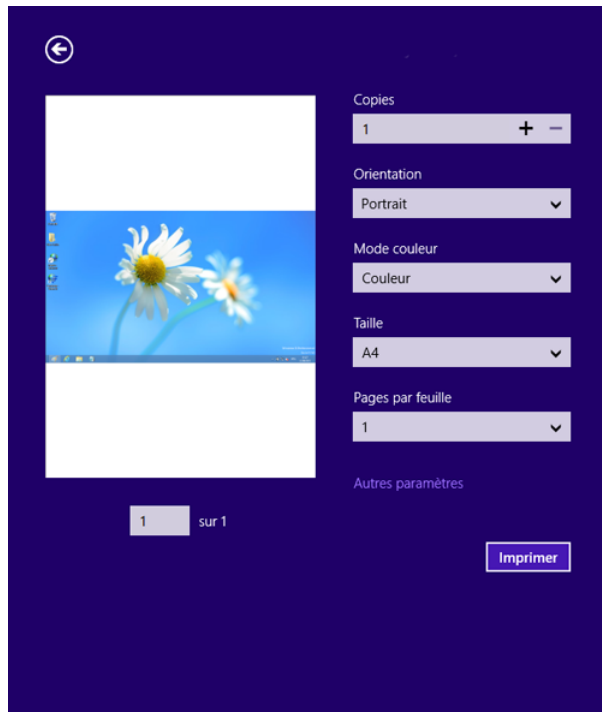 Copies
1
Orientation
Portrait
Mode couleur
Couleur
Taille
A4
Pages par feuille
1
Autres paramètres
1 sur 1
Imprimer